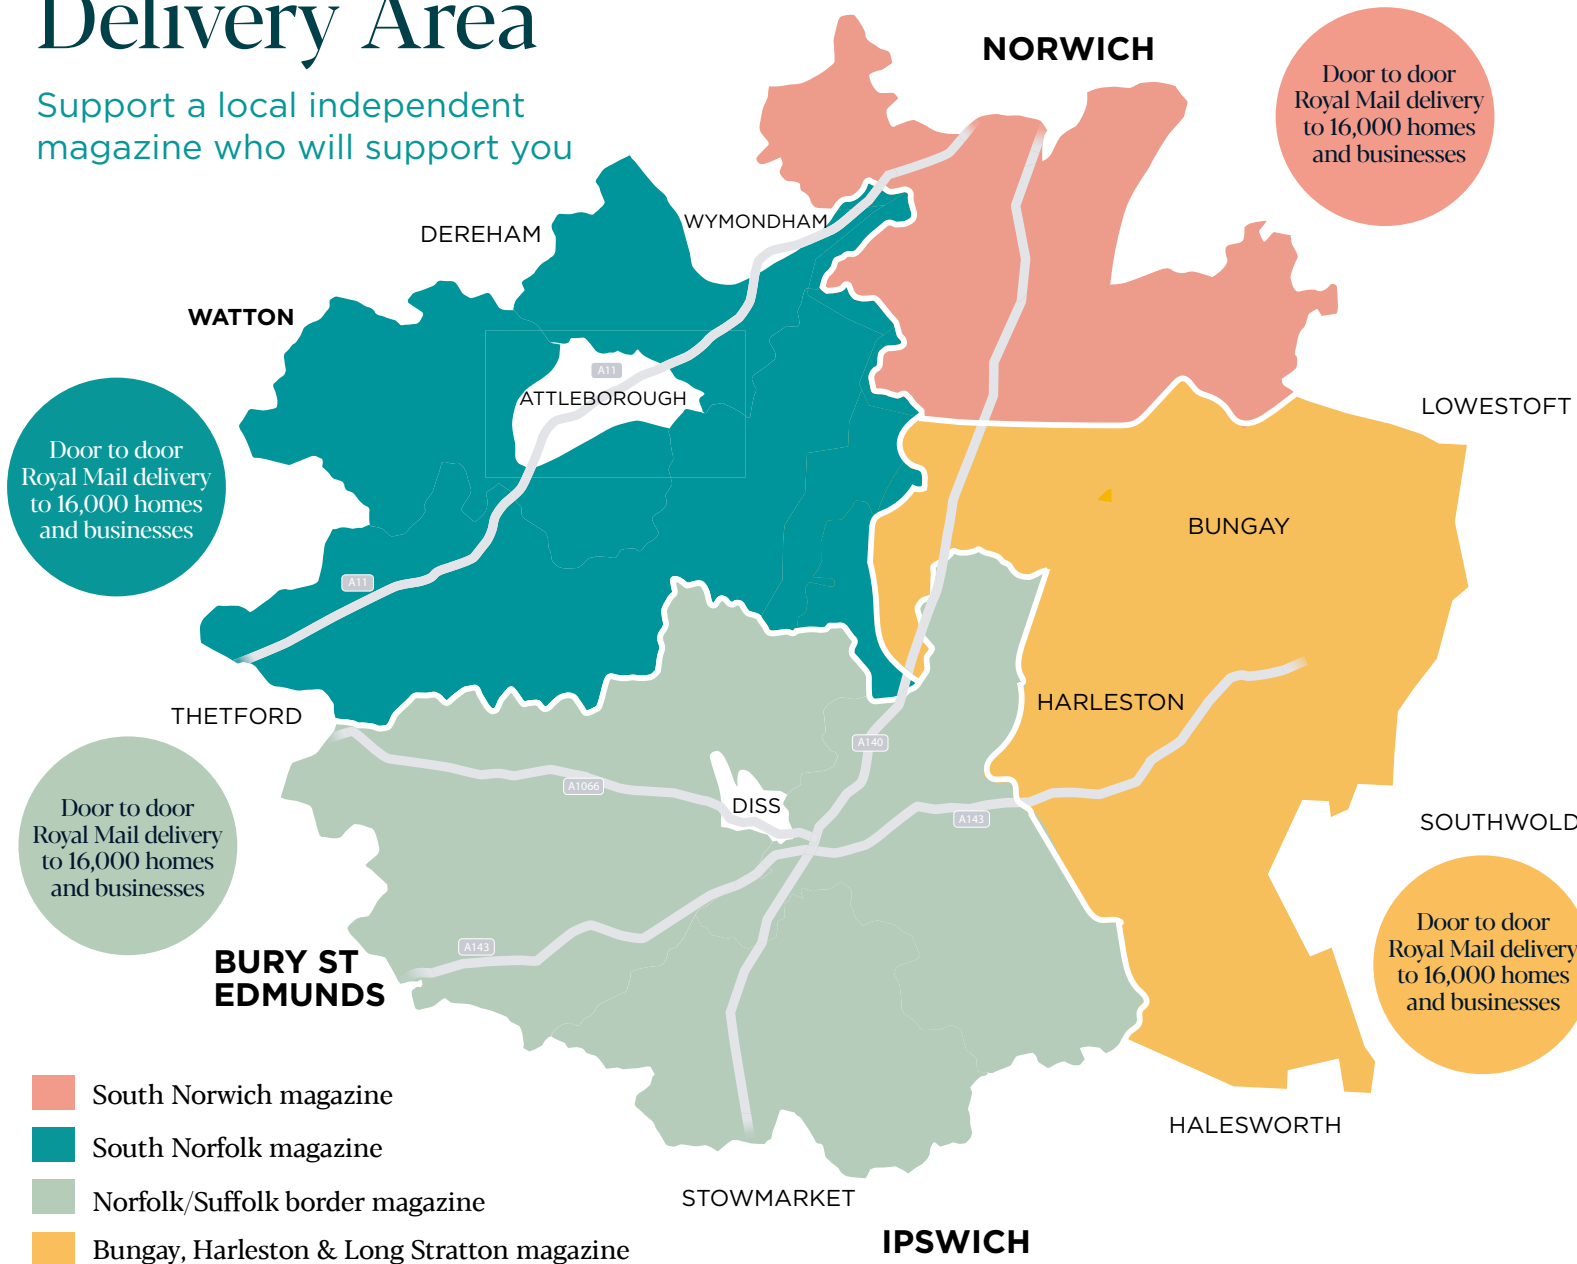 Delivery Area
Support a local independent
magazine who will support you
NORWICH
Door to door
Royal Mail delivery
to 16,000 homes
and businesses
DEREHAM
WYMONDHAM
WATTON
A11
ATTLEBOROUGH
LOWESTOFT
Door to door
Royal Mail delivery
to 16,000 homes
and businesses
BUNGAY
A11
THETFORD
HARLESTON
A140
A1066
DISS
A143
SOUTHWOLD
Door to door
Royal Mail delivery
to 16,000 homes
and businesses
A143
BURY ST
EDMUNDS
Door to door
Royal Mail delivery
to 16,000 homes
and businesses
South Norwich magazine
South Norfolk magazine
Norfolk/Suffolk border magazine
Bungay, Harleston & Long Stratton magazine
HALESWORTH
STOWMARKET
IPSWICH